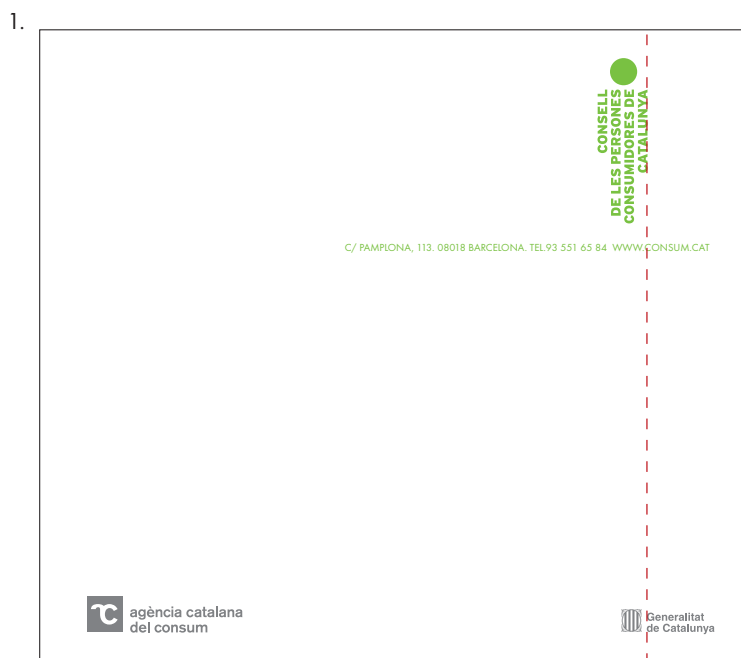 1.
CONSELL
DE LES PERSONES
CONSUMIDORES DE
CATALUNYA
C/ PAMPLONA, 113. 08018 BARCELONA. TEL.93 551 65 84 WWW.CONSUM.CAT
agència catalana
del consum
Generalitat
de Catalunya